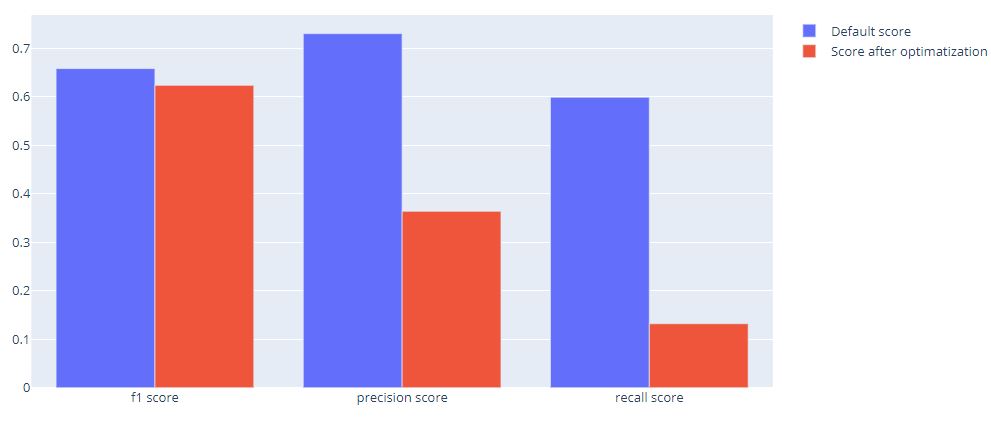 0.7
0.6
0.5
0.4
0.3
0.2
0.1
0
f1 score
precision score
recall score
Default score
Score after optimatization